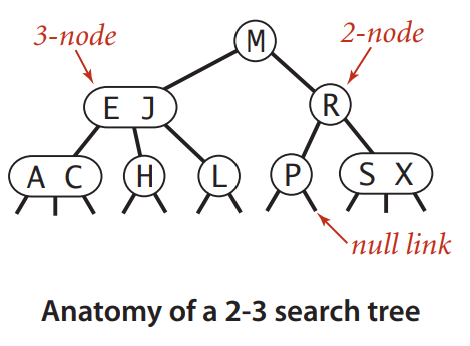 3-node
M
2-node
E J
R
A C
H
L
P
S X
null link
Anatomy of a 2-3 search tree